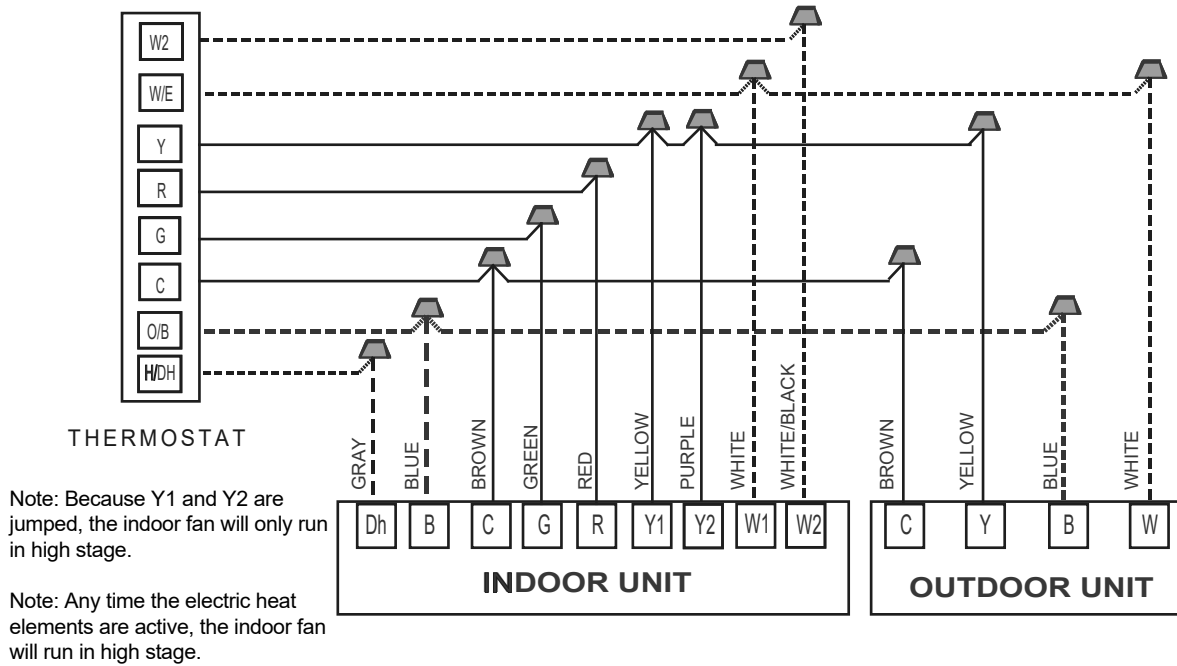 W2
W/E
Y
R
G
C
O/B
H/DH
THERMOSTAT
Note: Because Y1 and Y2 are
jumped, the indoor fan will only run
in high stage.
Note: Any time the electric heat
elements are active, the indoor fan
will run in high stage.
GRAY
BLUE
BROWN
GREEN
RED
YELLOW
PURPLE
WHITE
WHITE/BLACK
BROWN
YELLOW
BLUE
WHITE
Dh B C G R Y1 Y2 W1 W2
INDOOR UNIT
C Y B W
OUTDOOR UNIT